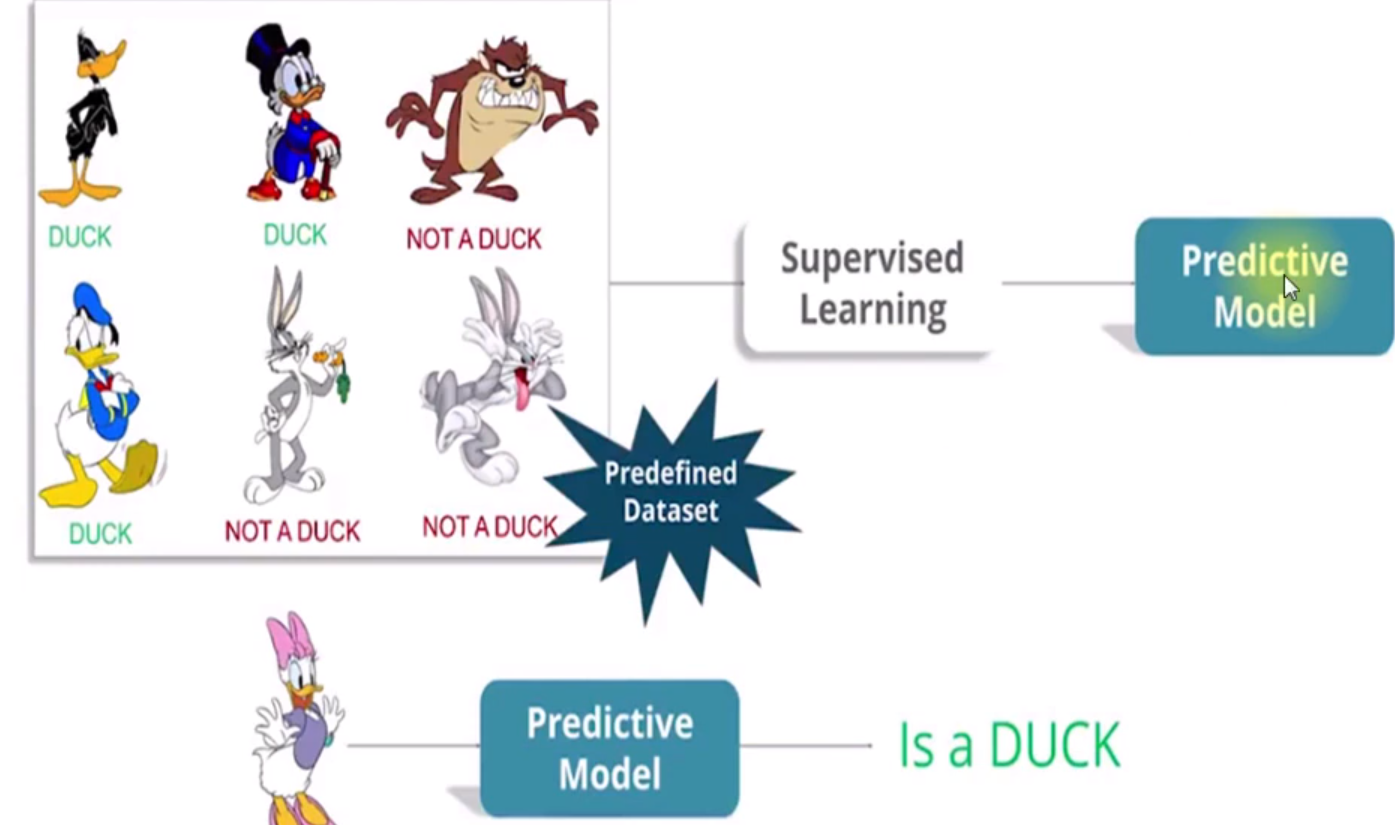 DUCK
DUCK
NOT A DUCK
DUCK
NOT A DUCK
NOT A DUCK
Predefined
Dataset
Supervised
Learning
Predictive
Model
Predictive
Model
Is a DUCK